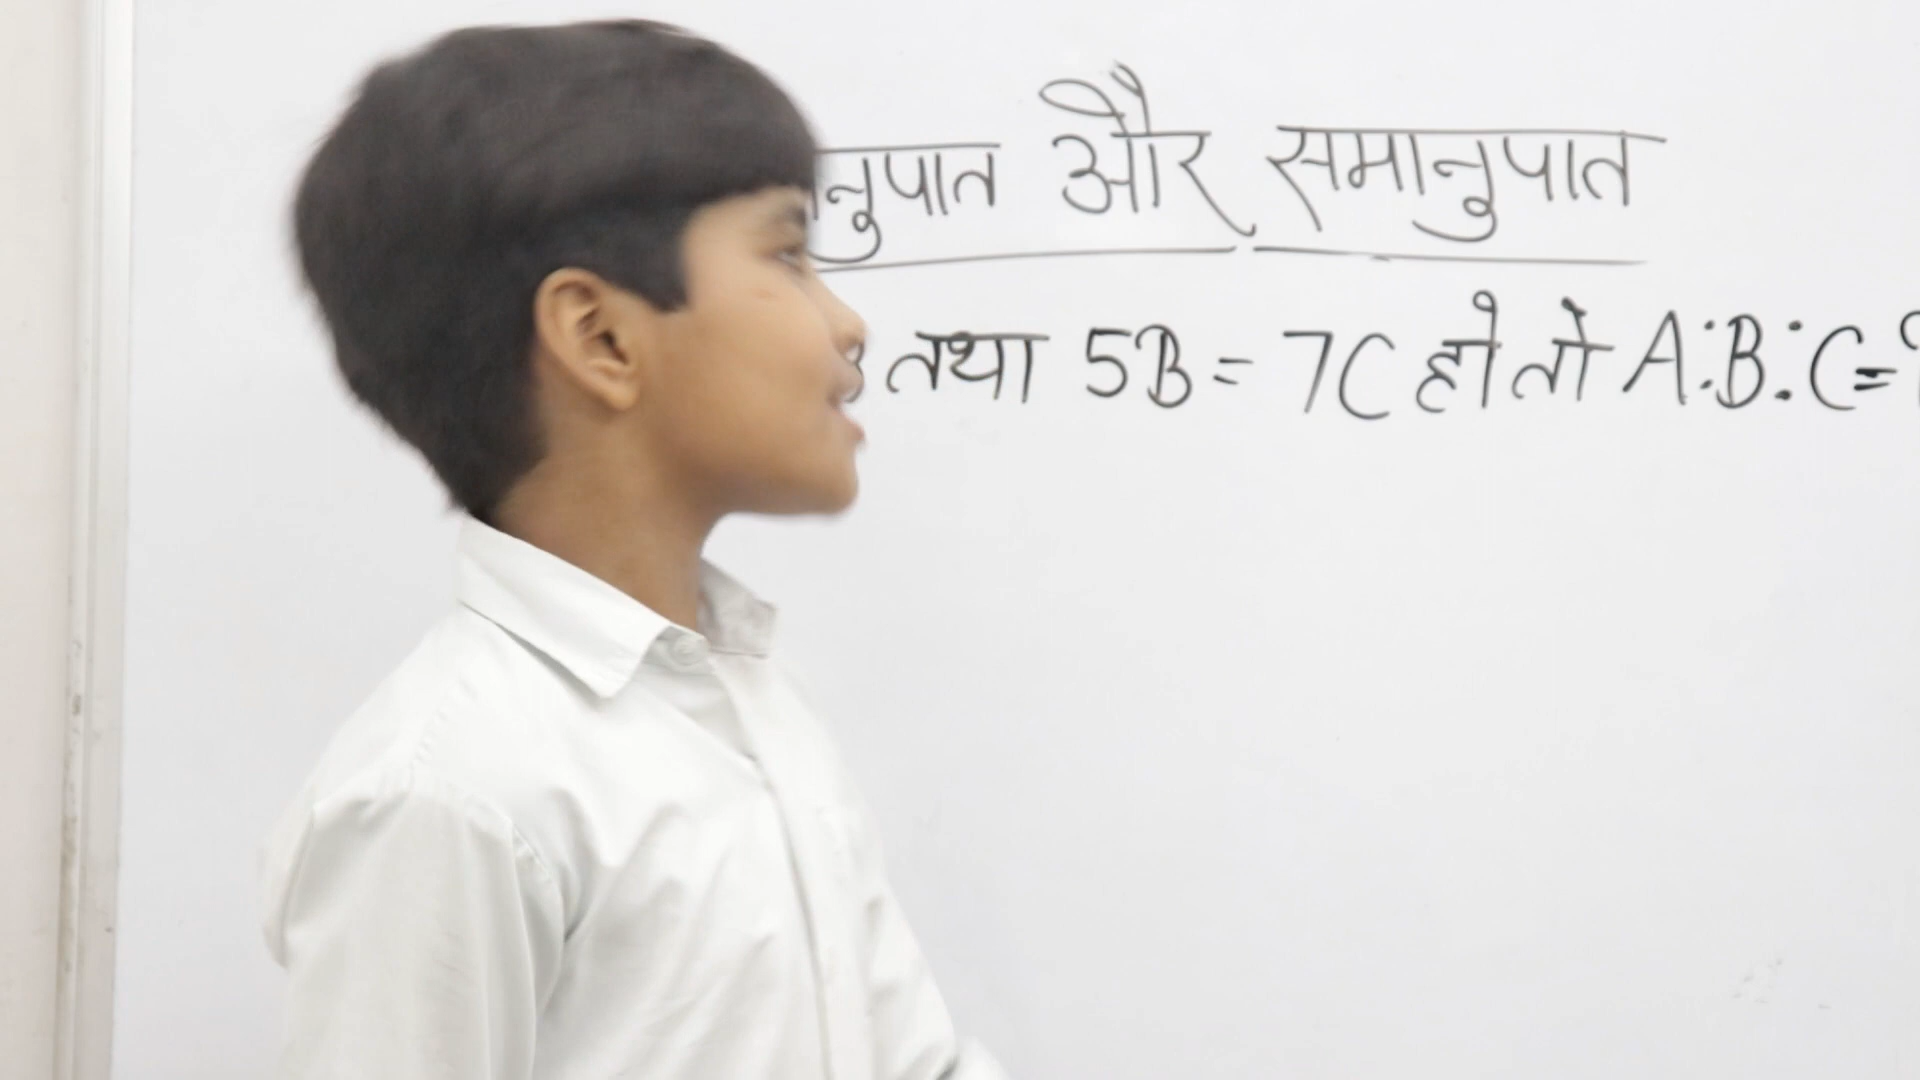 नुपात और समानुपात
तथा 5B = 7C हो तो A:B:C=?